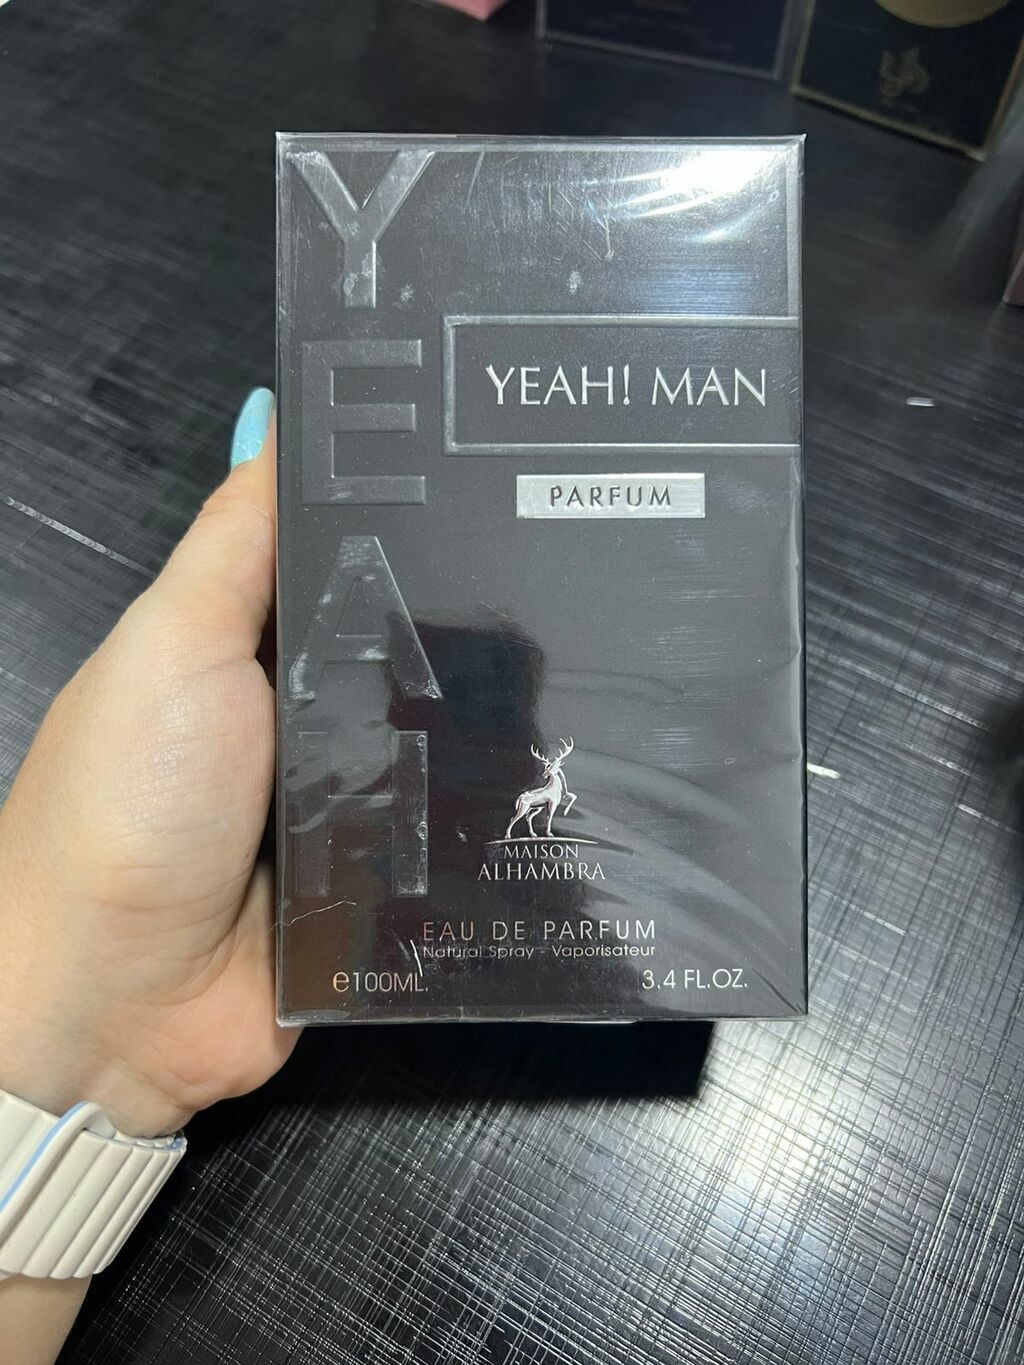 YEAH
YEAH! MAN
PARFUM
MAISON
ALHAMBRA
EAU DE PARFUM
Natural Spray - Vaporisateur
℮100ML.
3.4 FL.OZ.